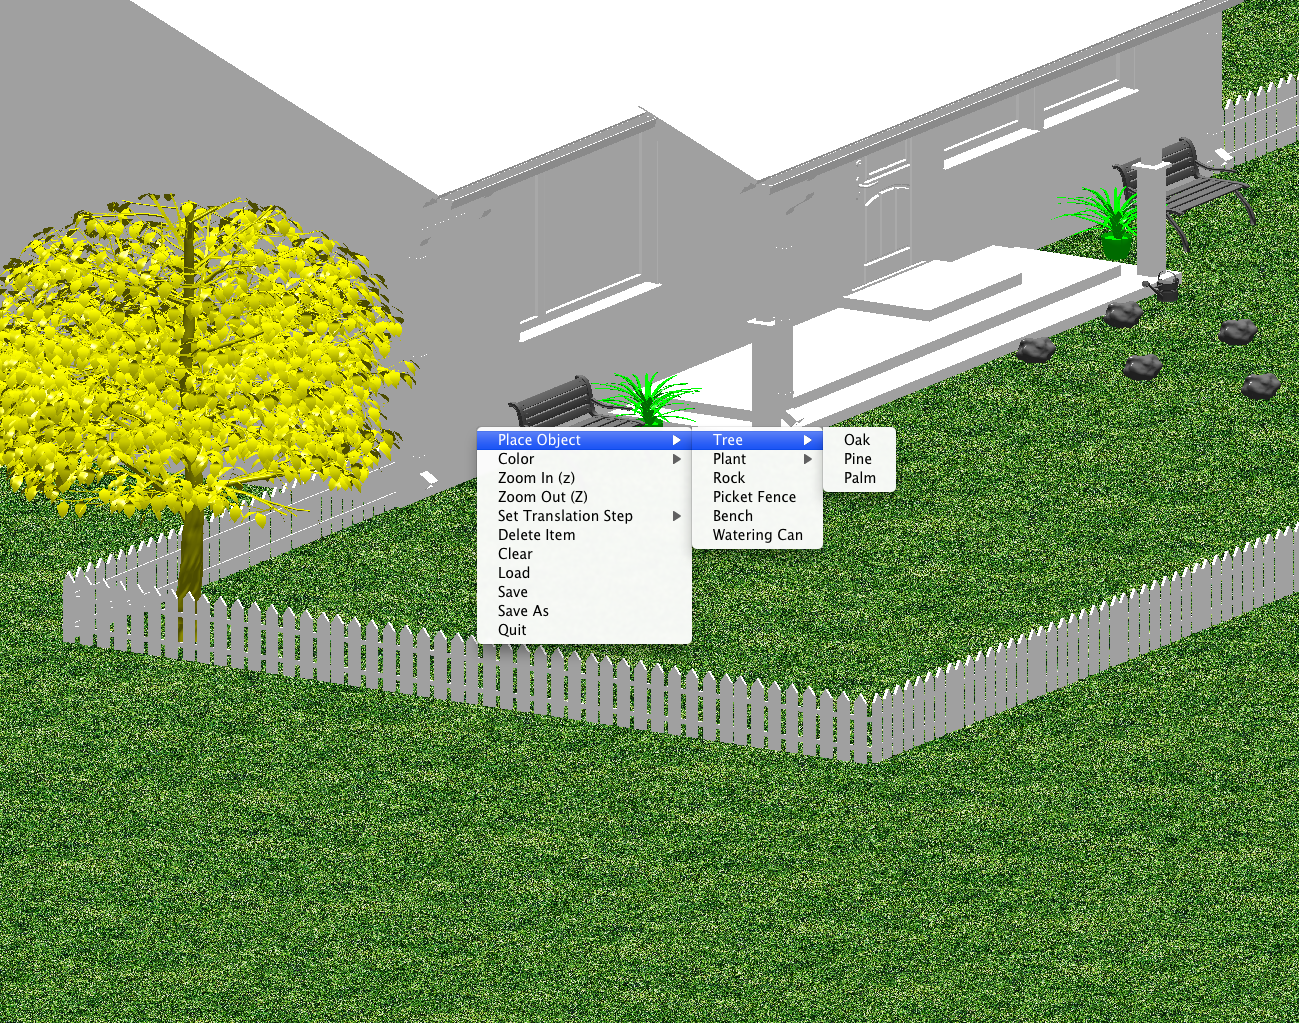 Place Object
Color
Zoom In (z)
Zoom Out (Z)
Set Translation Step
Delete Item
Clear
Load
Save
Save As
Quit
Tree
Plant
Rock
Picket Fence
Bench
Watering Can
Oak
Pine
Palm